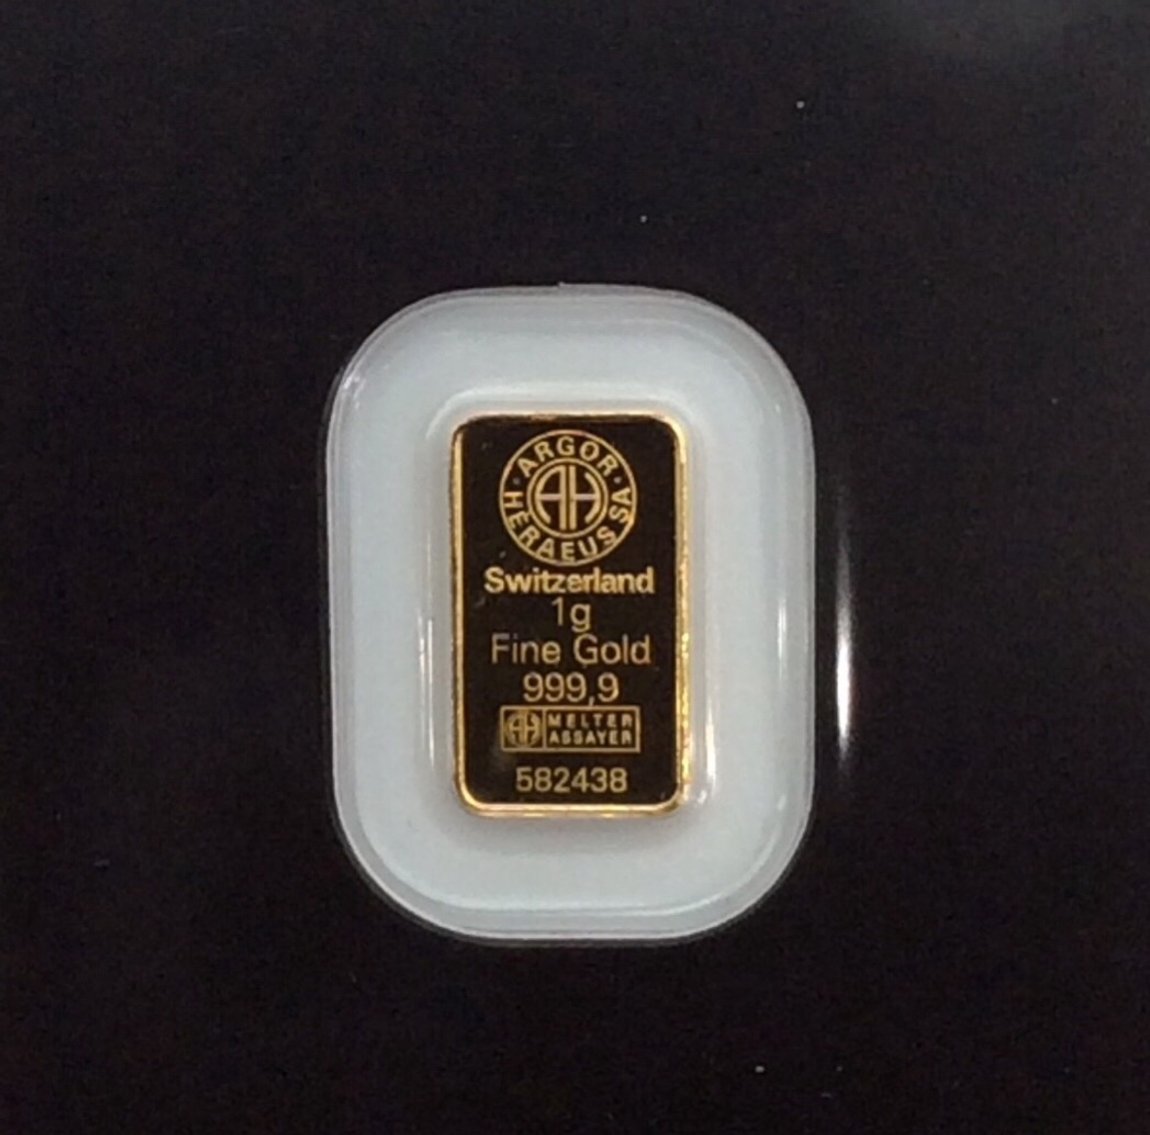 ARGOR
HERAEUS SA
AH
Switzerland
1g
Fine Gold
999,9
AH MELTER
ASSAYER
582438